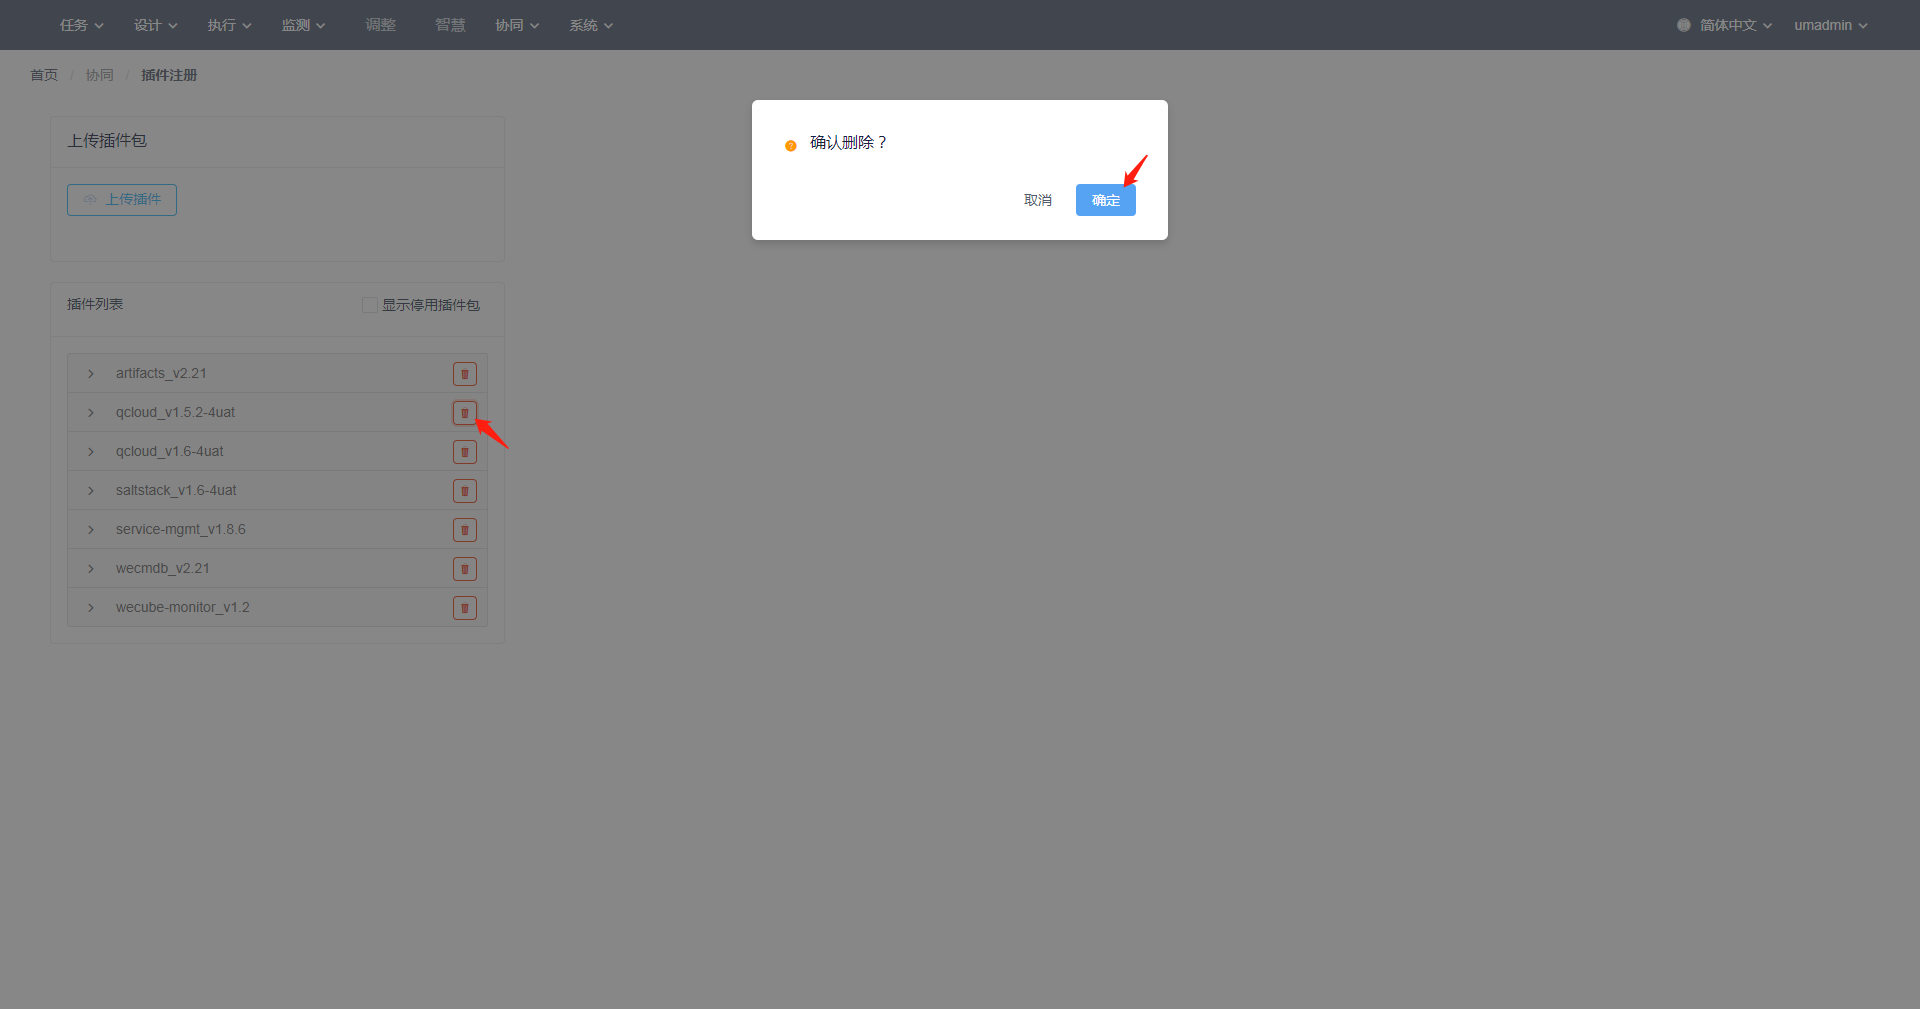 任务 设计 执行 监测 调整 智慧 协同 系统 简体中文 umadmin
首页 / 协同 / 插件注册
上传插件包
上传插件
确认删除？
取消 确定
插件列表 显示停用插件包
artifacts_v2.21
qcloud_v1.5.2-4uat
qcloud_v1.6-4uat
saltstack_v1.6-4uat
service-mgmt_v1.8.6
wecmdb_v2.21
wecube-monitor_v1.2